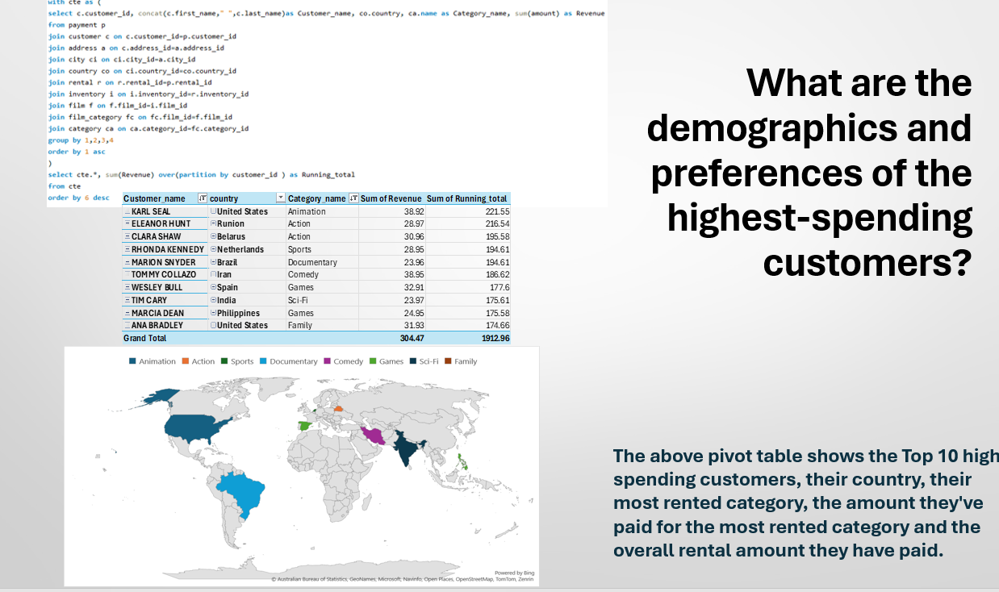 with cte as (
select c.customer_id, concat(c.first_name," ",c.last_name)as Customer_name, co.country, ca.name as Category_name, sum(amount) as Revenue
from payment p
join customer c on c.customer_id=p.customer_id
join address a on c.address_id=a.address_id
join city ci on ci.city_id=a.city_id
join country co on ci.country_id=co.country_id
join rental r on r.rental_id=p.rental_id
join inventory i on i.inventory_id=r.inventory_id
join film f on f.film_id=i.film_id
join film_category fc on fc.film_id=f.film_id
join category ca on ca.category_id=fc.category_id
group by 1,2,3,4
order by 1 asc
)
select cte.*, sum(Revenue) over(partition by customer_id ) as Running_total
from cte
order by 6 desc
Customer_name country Category_name Sum of Revenue Sum of Running_total
KARL SEAL United States Animation 38.92 221.55
ELEANOR HUNT Runion Action 28.97 216.54
CLARA SHAW Belarus Action 30.96 195.58
RHONDA KENNEDY Netherlands Sports 28.95 194.61
MARION SNYDER Brazil Documentary 23.96 194.61
TOMMY COLLAZO Iran Comedy 38.95 186.62
WESLEY BULL Spain Games 32.91 177.6
TIM CARY India Sci-Fi 23.97 175.61
MARCIA DEAN Philippines Games 24.95 175.58
ANA BRADLEY United States Family 31.93 174.66
Grand Total 304.47 1912.96
Animation Action Sports Documentary Comedy Games Sci-Fi Family
Powered by Bing
© Australian Bureau of Statistics, GeoNames, Microsoft, Navinfo, Open Places, OpenStreetMap, TomTom, Zenrin
What are the
demographics and
preferences of the
highest-spending
customers?
The above pivot table shows the Top 10 high
spending customers, their country, their
most rented category, the amount they've
paid for the most rented category and the
overall rental amount they have paid.